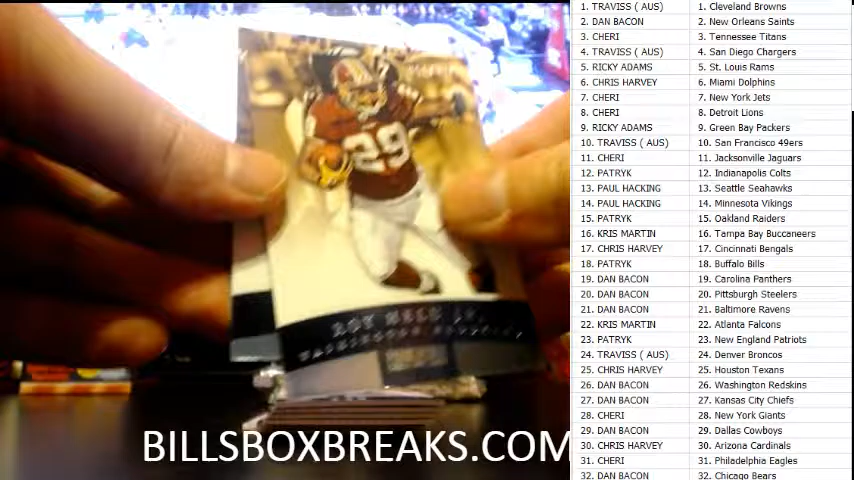 29
ROY HELU JR.
WASHINGTON REDSKINS
BILLSBOXBREAKS.COM
1. TRAVISS ( AUS) 1. Cleveland Browns
2. DAN BACON 2. New Orleans Saints
3. CHERI 3. Tennessee Titans
4. TRAVISS ( AUS) 4. San Diego Chargers
5. RICKY ADAMS 5. St. Louis Rams
6. CHRIS HARVEY 6. Miami Dolphins
7. CHERI 7. New York Jets
8. CHERI 8. Detroit Lions
9. RICKY ADAMS 9. Green Bay Packers
10. TRAVISS ( AUS) 10. San Francisco 49ers
11. CHERI 11. Jacksonville Jaguars
12. PATRYK 12. Indianapolis Colts
13. PAUL HACKING 13. Seattle Seahawks
14. PAUL HACKING 14. Minnesota Vikings
15. PATRYK 15. Oakland Raiders
16. KRIS MARTIN 16. Tampa Bay Buccaneers
17. CHRIS HARVEY 17. Cincinnati Bengals
18. PATRYK 18. Buffalo Bills
19. DAN BACON 19. Carolina Panthers
20. DAN BACON 20. Pittsburgh Steelers
21. DAN BACON 21. Baltimore Ravens
22. KRIS MARTIN 22. Atlanta Falcons
23. PATRYK 23. New England Patriots
24. TRAVISS ( AUS) 24. Denver Broncos
25. CHRIS HARVEY 25. Houston Texans
26. DAN BACON 26. Washington Redskins
27. DAN BACON 27. Kansas City Chiefs
28. CHERI 28. New York Giants
29. DAN BACON 29. Dallas Cowboys
30. CHRIS HARVEY 30. Arizona Cardinals
31. CHERI 31. Philadelphia Eagles
32. DAN BACON 32. Chicago Bears